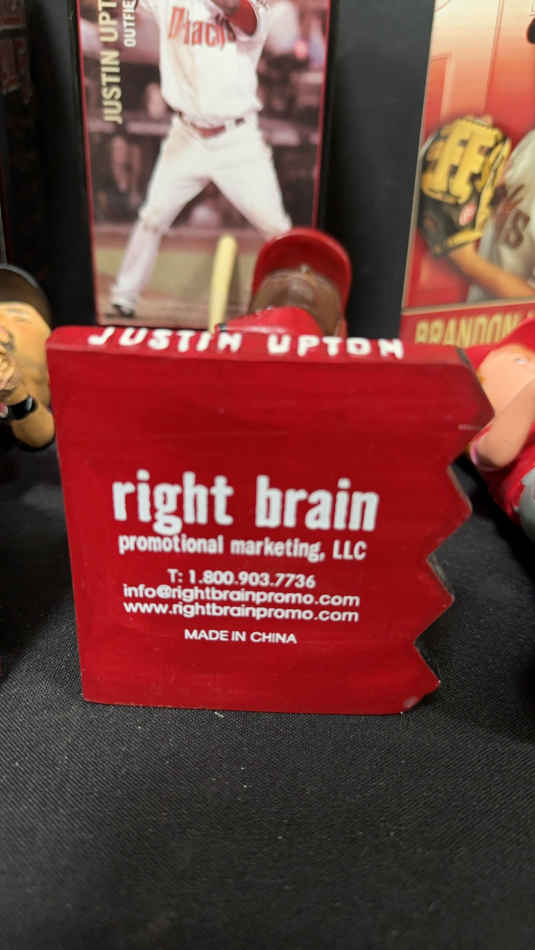 JUSTIN UPT
OUTFIE
D-backs
BRANDON
JUSTIN UPTON
right brain
promotional marketing, LLC
T: 1.800.903.7736
info@rightbrainpromo.com
www.rightbrainpromo.com
MADE IN CHINA